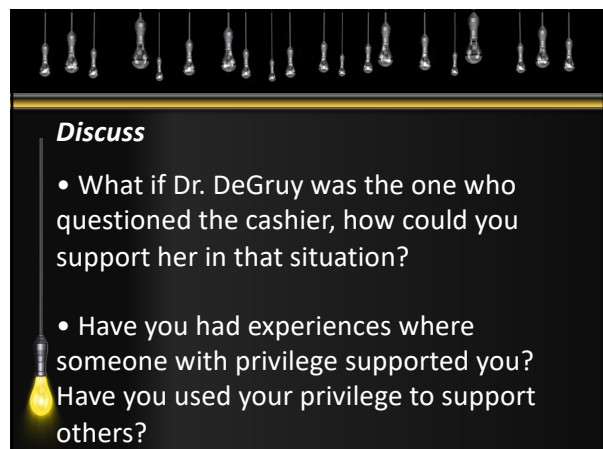 Discuss
• What if Dr. DeGruy was the one who
questioned the cashier, how could you
support her in that situation?
• Have you had experiences where
someone with privilege supported you?
Have you used your privilege to support
others?